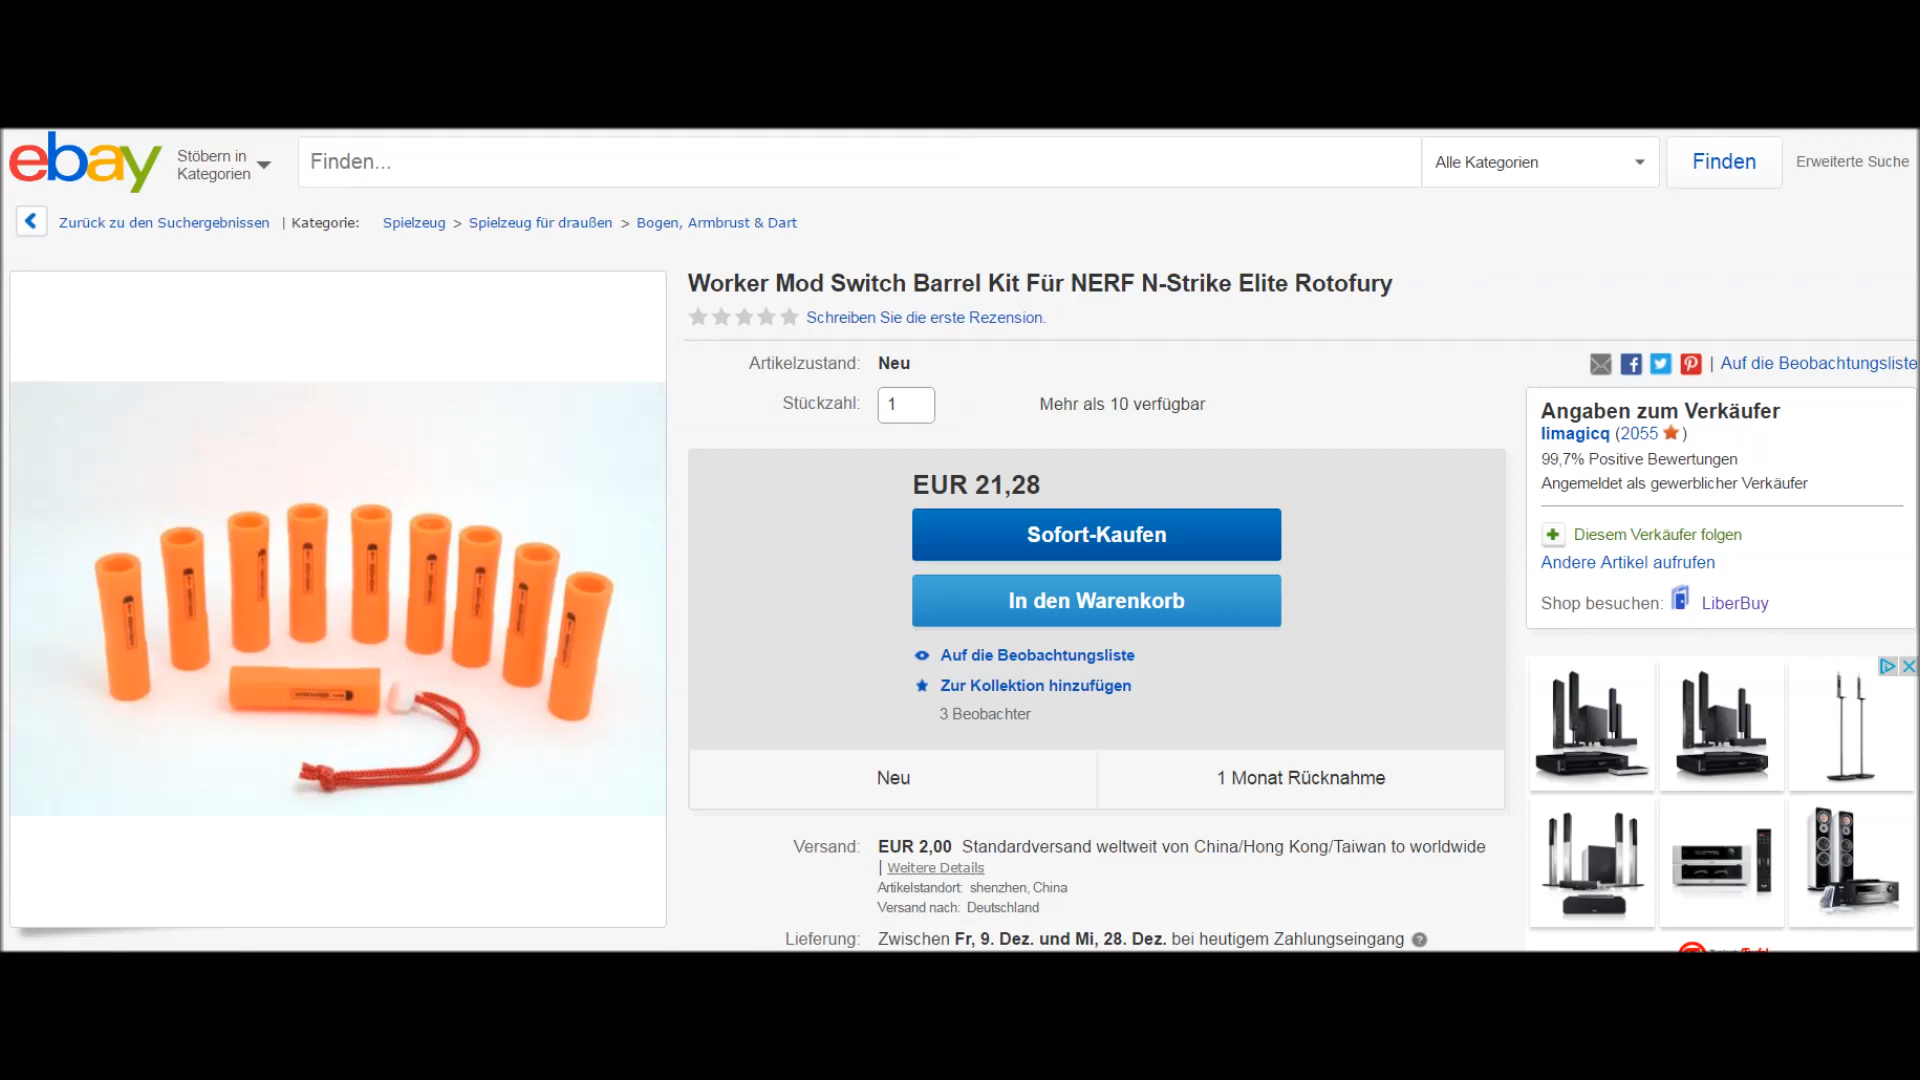 ebay
Stöbern in
Kategorien
Finden...
Alle Kategorien
Finden
Erweiterte Suche
Zurück zu den Suchergebnissen | Kategorie: Spielzeug > Spielzeug für draußen > Bogen, Armbrust & Dart
Worker Mod Switch Barrel Kit Für NERF N-Strike Elite Rotofury
Schreiben Sie die erste Rezension.
Artikelzustand: Neu
Stückzahl: 1 Mehr als 10 verfügbar
EUR 21,28
Sofort-Kaufen
In den Warenkorb
Auf die Beobachtungsliste
Zur Kollektion hinzufügen
3 Beobachter
Neu
1 Monat Rücknahme
Versand: EUR 2,00 Standardversand weltweit von China/Hong Kong/Taiwan to worldwide
| Weitere Details
Artikelstandort: shenzhen, China
Versand nach: Deutschland
Lieferung: Zwischen Fr, 9. Dez. und Mi, 28. Dez. bei heutigem Zahlungseingang
| Auf die Beobachtungsliste
Angaben zum Verkäufer
limagicq (2055)
99,7% Positive Bewertungen
Angemeldet als gewerblicher Verkäufer
Diesem Verkäufer folgen
Andere Artikel aufrufen
Shop besuchen: LiberBuy